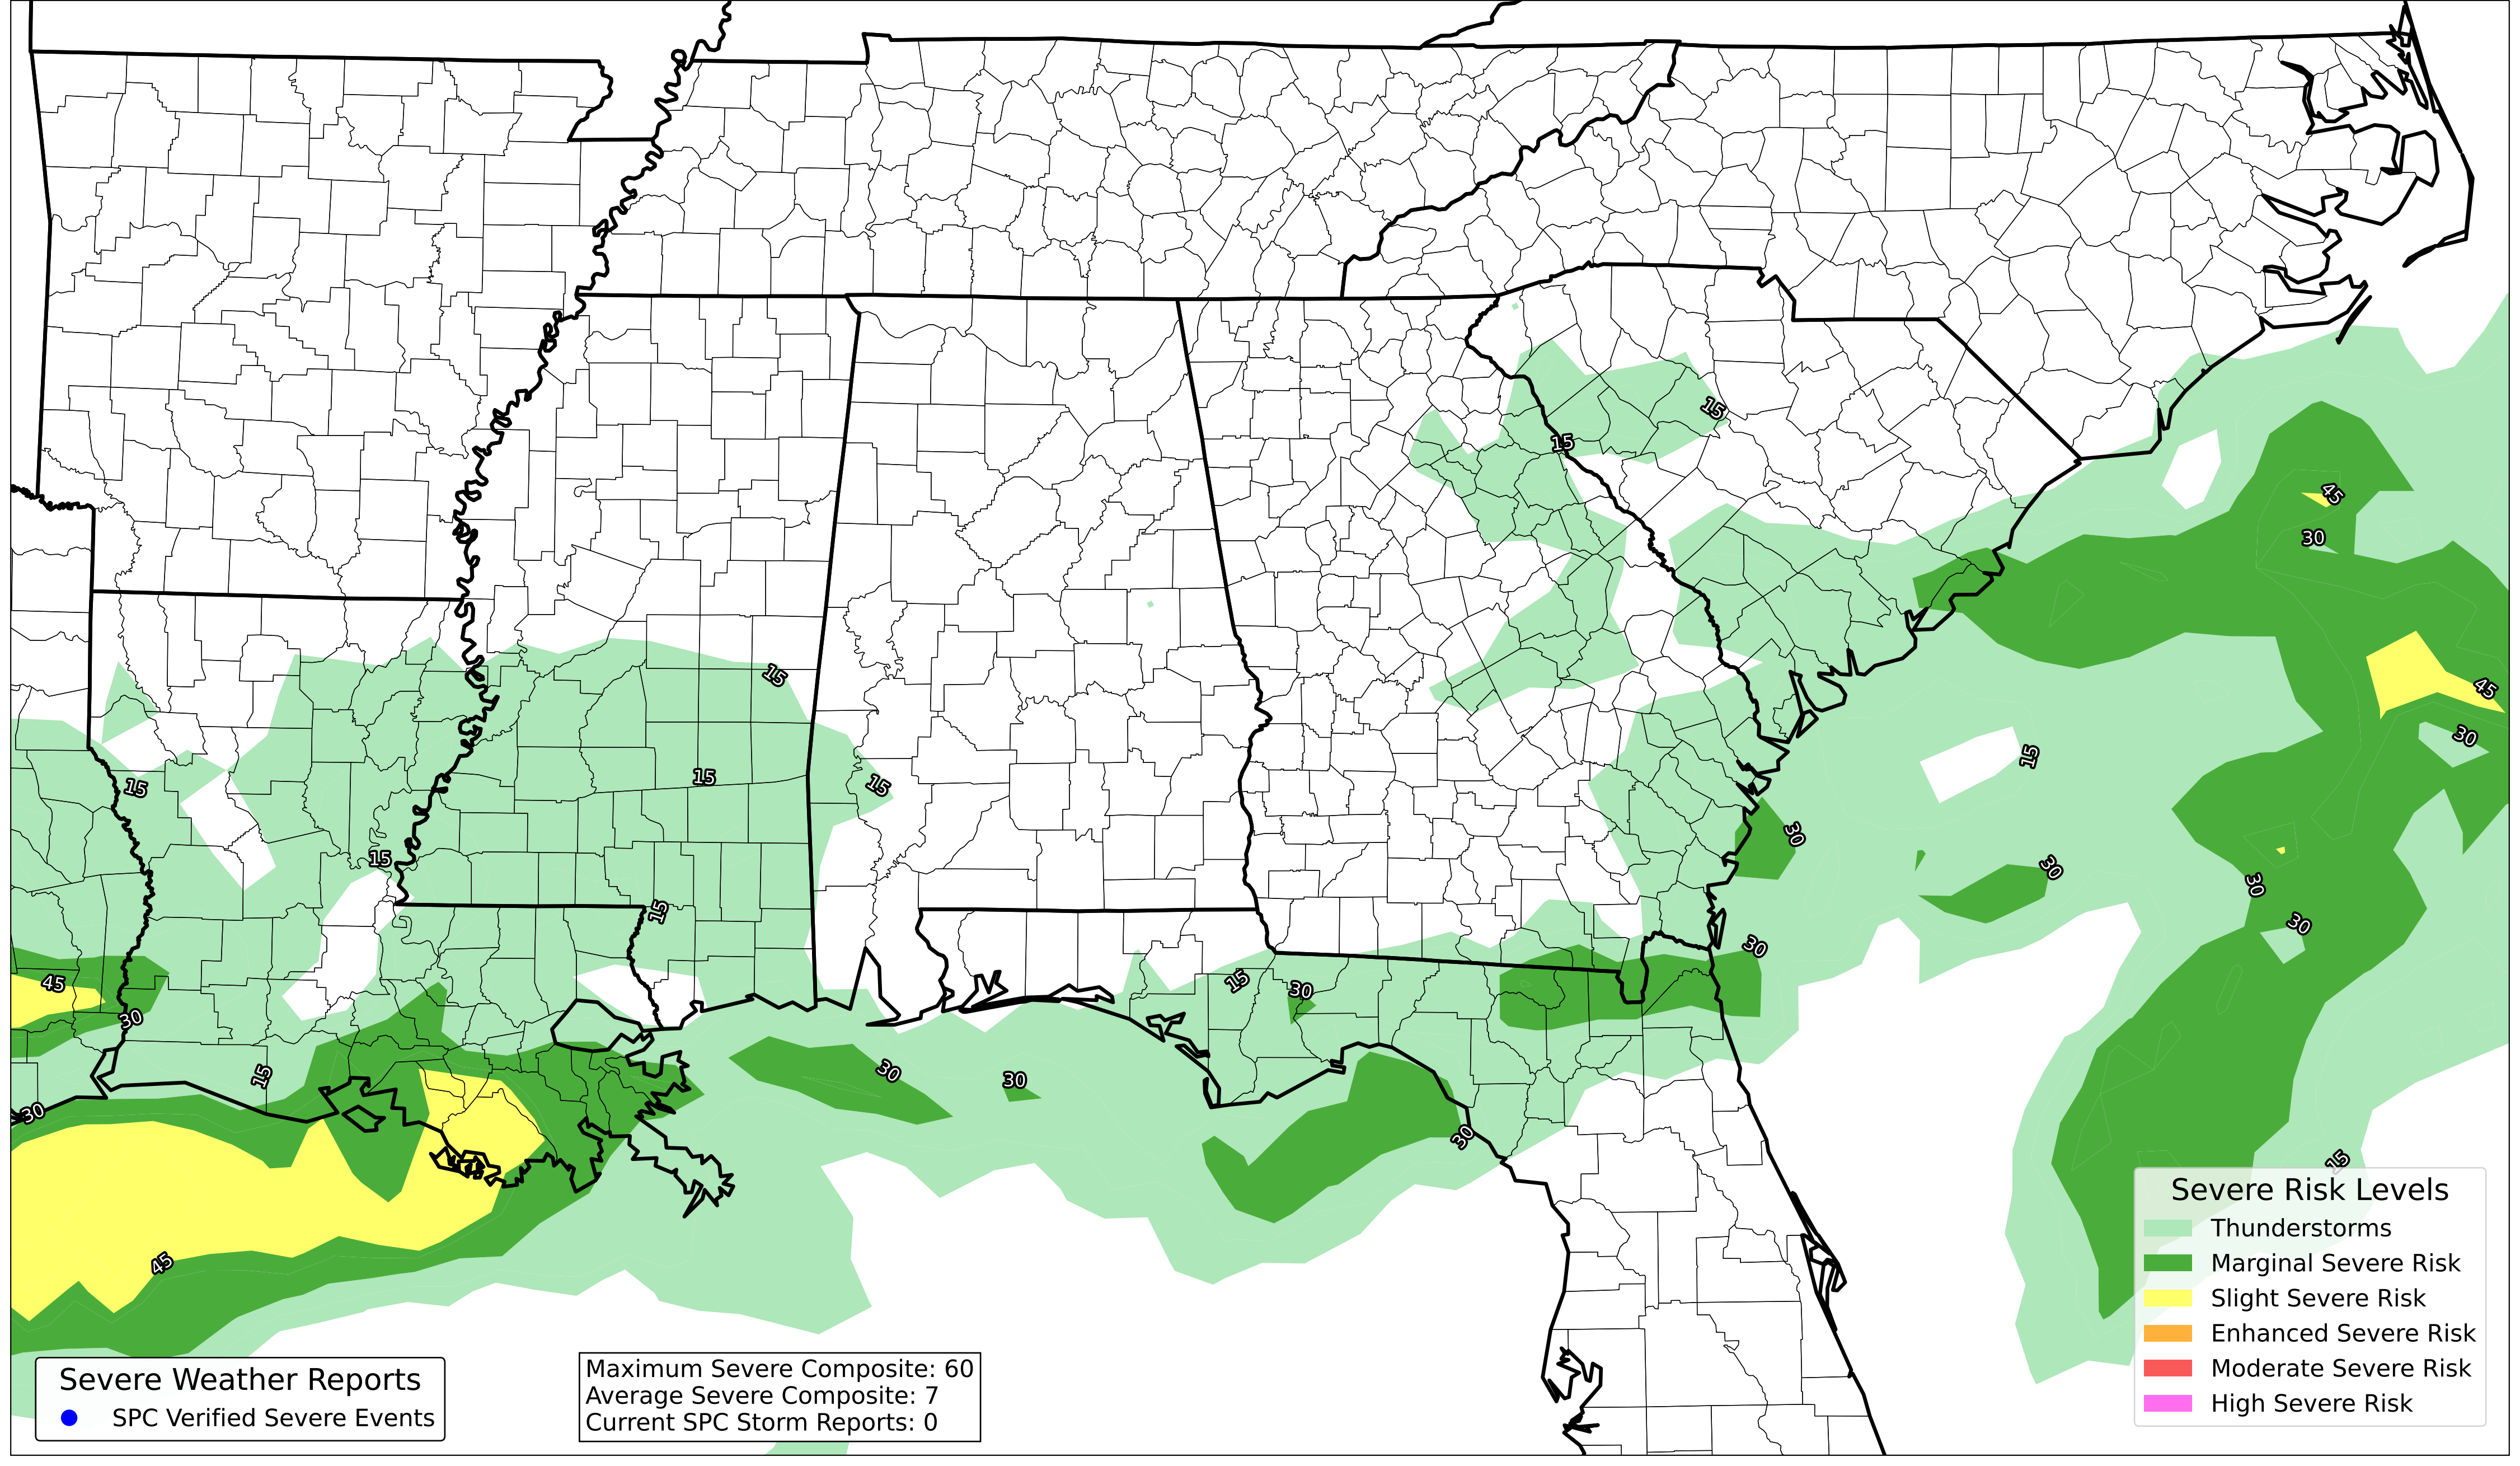 15
15
45
30
15
45
15
30
15
15
15
30
15
30
30
30
15
30
45
15
30
30
30
15
30
30
30
45
15
Severe Risk Levels
Thunderstorms
Marginal Severe Risk
Slight Severe Risk
Enhanced Severe Risk
Moderate Severe Risk
High Severe Risk
Severe Weather Reports
SPC Verified Severe Events
Maximum Severe Composite: 60
Average Severe Composite: 7
Current SPC Storm Reports: 0